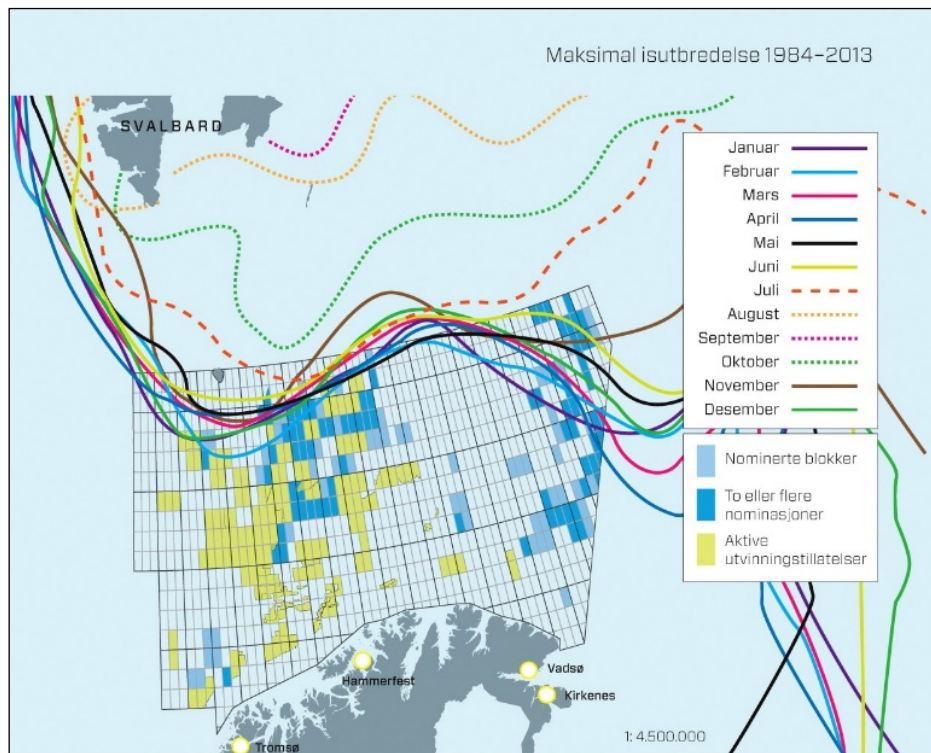 Maksimal isutbredelse 1984–2013
SVALBARD
Januar
Februar
Mars
April
Mai
Juni
Juli
August
September
Oktober
November
Desember
Nominerte blokker
To eller flere
nominasjoner
Aktive
utvinningstillatelser
Hammerfest
Vadsø
Kirkenes
Tromsø
1: 4.500.000